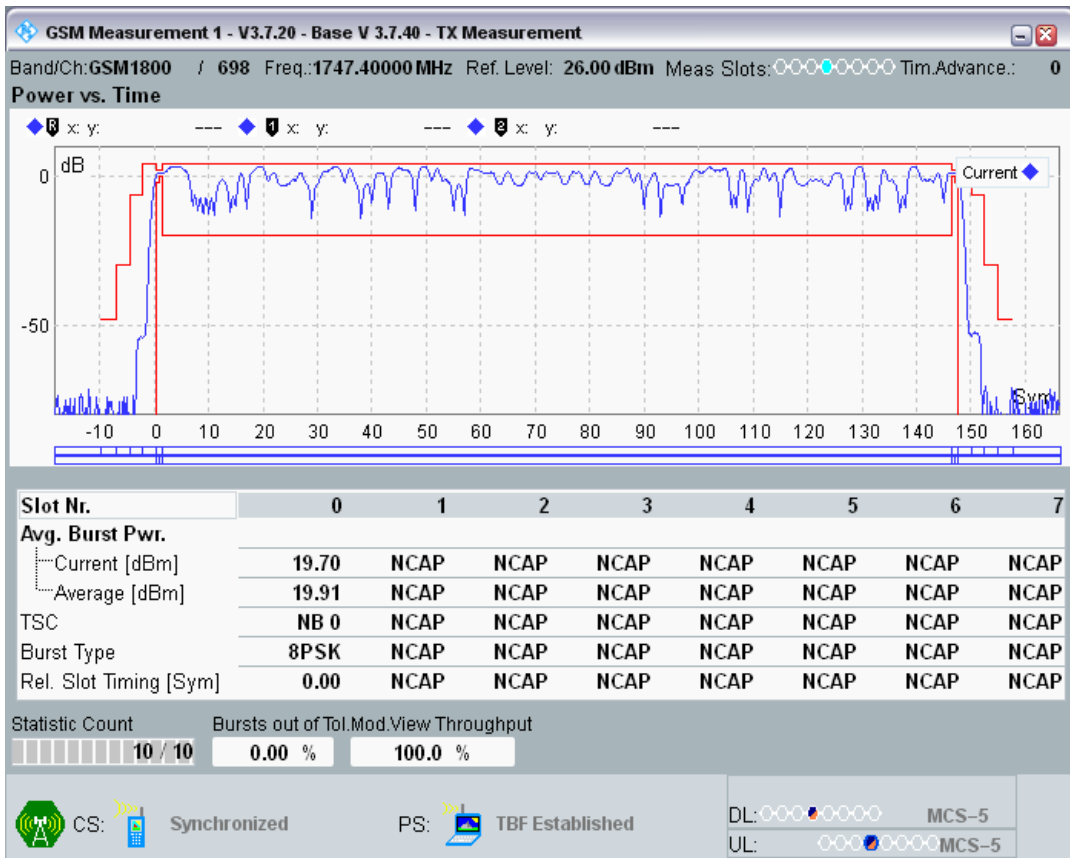 GSM Measurement 1 - V3.7.20 - Base V 3.7.40 - TX Measurement
Band/Ch:GSM1800 / 698 Freq.:1747.40000 MHz Ref. Level: 26.00 dBm Meas Slots: Tim.Advance.: 0
Power vs. Time
R x: y: --- 1 x: y: --- 2 x: y: ---
dB
Current
0
-50
Sym
-10 0 10 20 30 40 50 60 70 80 90 100 110 120 130 140 150 160
Slot Nr. 0 1 2 3 4 5 6 7
Avg. Burst Pwr.
Current [dBm] 19.70 NCAP NCAP NCAP NCAP NCAP NCAP NCAP
Average [dBm] 19.91 NCAP NCAP NCAP NCAP NCAP NCAP NCAP
TSC NB 0 NCAP NCAP NCAP NCAP NCAP NCAP NCAP
Burst Type 8PSK NCAP NCAP NCAP NCAP NCAP NCAP NCAP
Rel. Slot Timing [Sym] 0.00 NCAP NCAP NCAP NCAP NCAP NCAP NCAP
Statistic Count Bursts out of Tol.Mod.View Throughput
10 / 10 0.00 % 100.0 %
CS: Synchronized PS: TBF Established
DL: MCS-5
UL: MCS-5